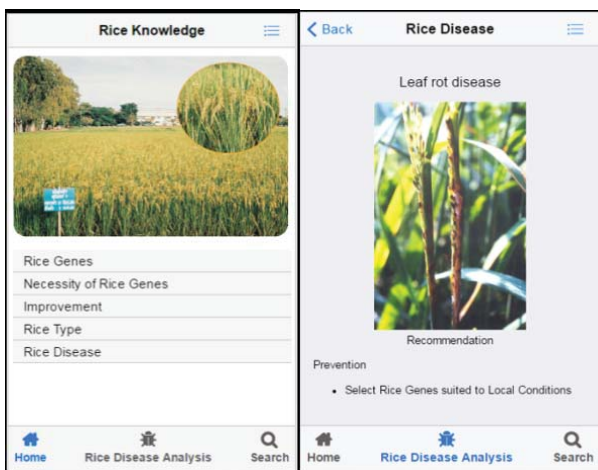 Rice Knowledge
Rice Genes
Necessity of Rice Genes
Improvement
Rice Type
Rice Disease
Home
Rice Disease Analysis
Search
Back
Rice Disease
Leaf rot disease
Recommendation
Prevention
Select Rice Genes suited to Local Conditions
Home
Rice Disease Analysis
Search